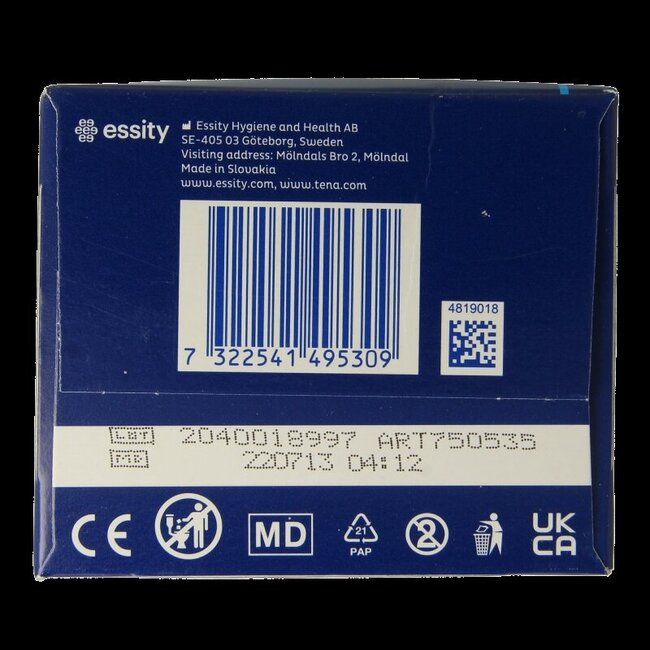 essity
Essity Hygiene and Health AB
SE-405 03 Göteborg, Sweden
Visiting address: Mölndals Bro 2, Mölndal
Made in Slovakia
www.essity.com, www.tena.com
4819018
7 322541 495309
LOT 2040018997 ART750535
220713 04:12
CE
MD
21
PAP
2
UK
CA